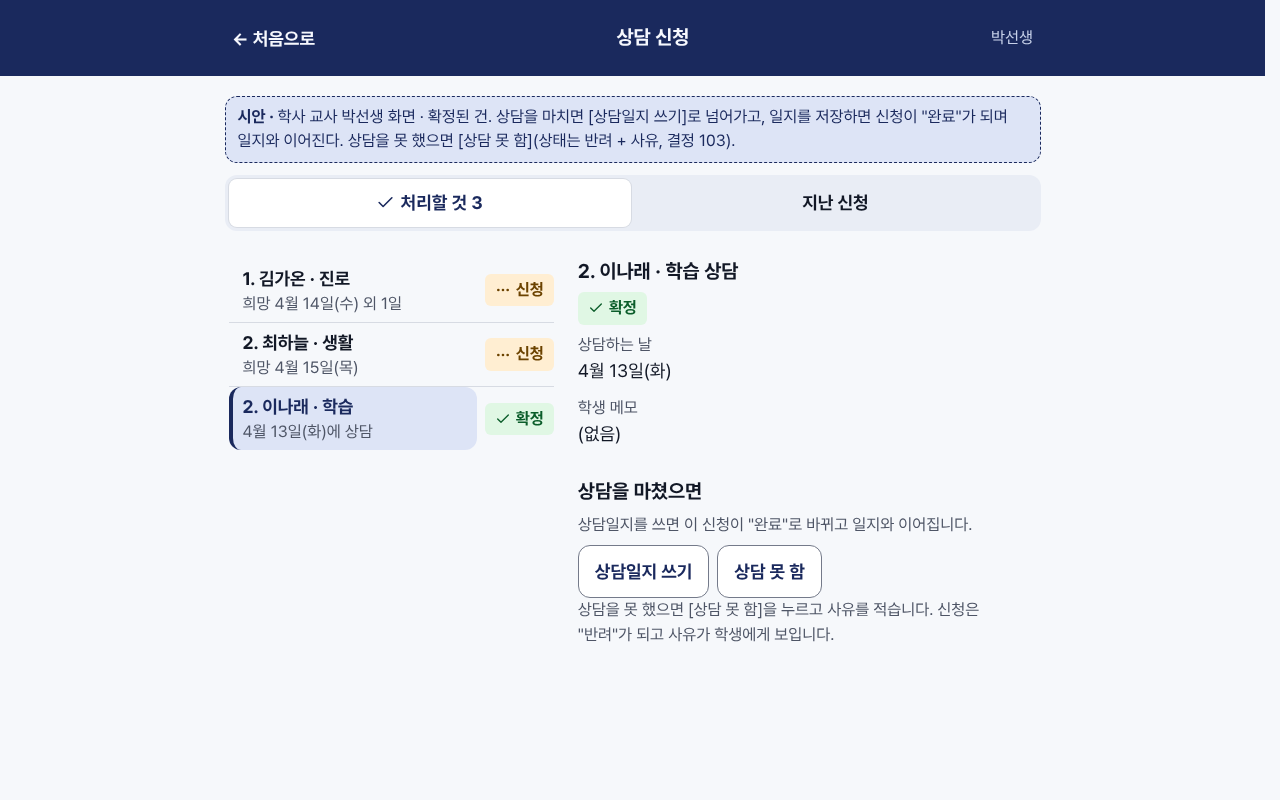 ← 처음으로
상담 신청
박선생
시안 · 학사 교사 박선생 화면 · 확정된 건. 상담을 마치면 [상담일지 쓰기]로 넘어가고, 일지를 저장하면 신청이 "완료"가 되며
일지와 이어진다. 상담을 못 했으면 [상담 못 함](상태는 반려 + 사유, 결정 103).
✓ 처리할 것 3
지난 신청
1. 김가온 · 진로
희망 4월 14일(수) 외 1일
··· 신청
2. 최하늘 · 생활
희망 4월 15일(목)
··· 신청
2. 이나래 · 학습
4월 13일(화)에 상담
✓ 확정
2. 이나래 · 학습 상담
✓ 확정
상담하는 날
4월 13일(화)
학생 메모
(없음)
상담을 마쳤으면
상담일지를 쓰면 이 신청이 "완료"로 바뀌고 일지와 이어집니다.
상담일지 쓰기
상담 못 함
상담을 못 했으면 [상담 못 함]을 누르고 사유를 적습니다. 신청은
"반려"가 되고 사유가 학생에게 보입니다.